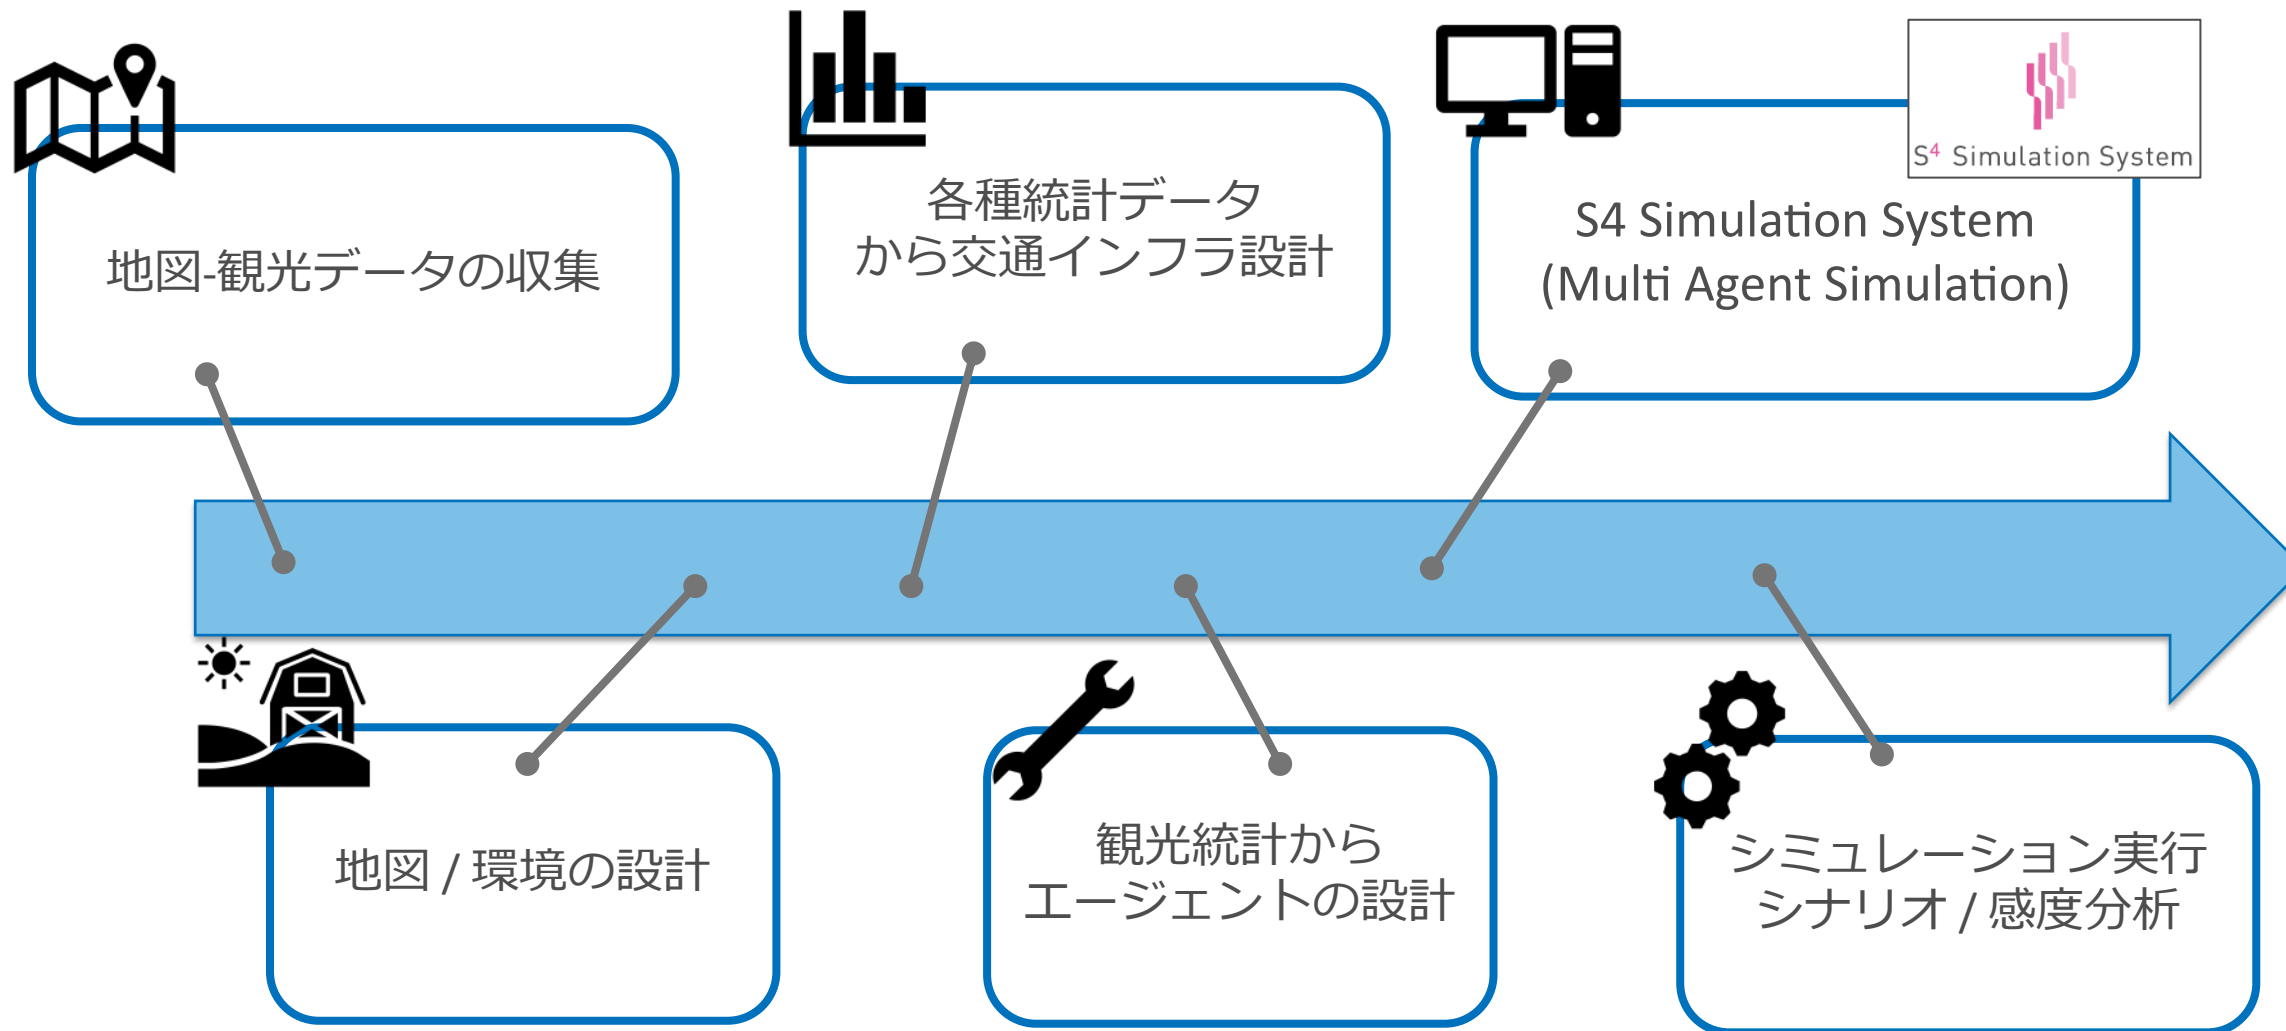 地図-観光データの収集
各種統計データ
から交通インフラ設計
S4 Simulation System
S4 Simulation System
(Multi Agent Simulation)
地図 / 環境の設計
観光統計から
エージェントの設計
シミュレーション実行
シナリオ / 感度分析